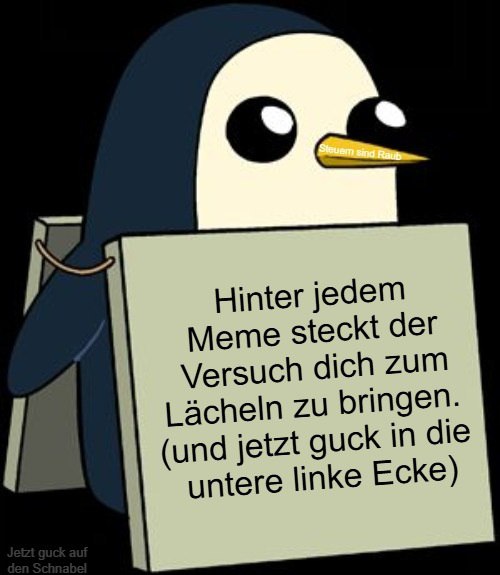 Steuern sind Raub
Hinter jedem
Meme steckt der
Versuch dich zum
Lächeln zu bringen.
(und jetzt guck in die
untere linke Ecke)
Jetzt guck auf
den Schnabel